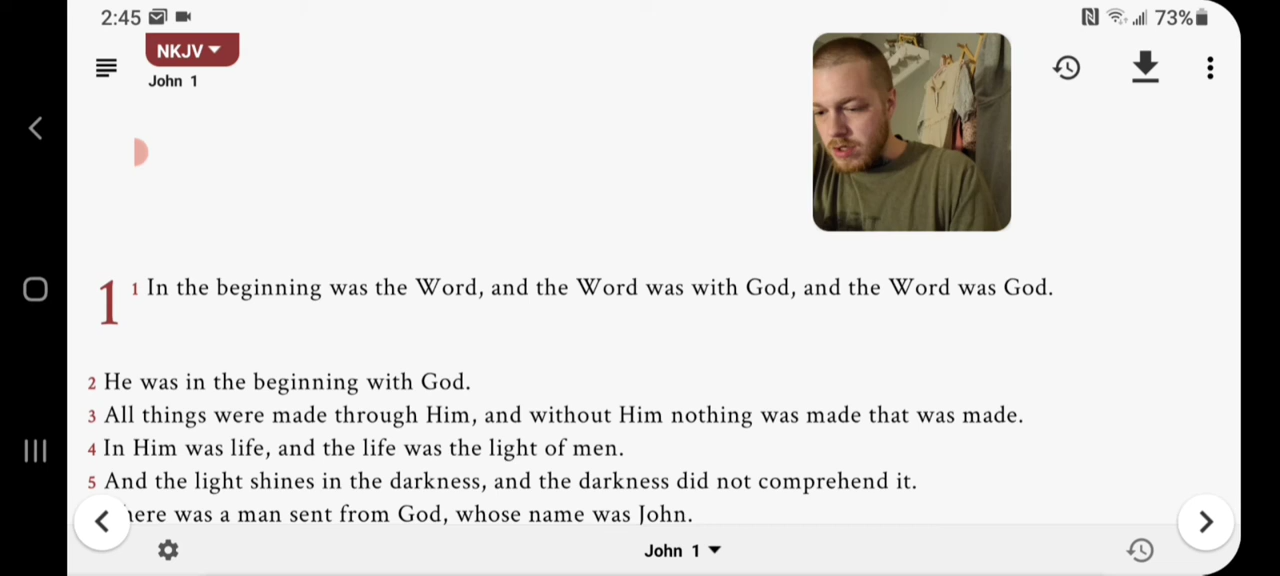 2:45 73%
NKJV
John 1
1 1 In the beginning was the Word, and the Word was with God, and the Word was God.
2 He was in the beginning with God.
3 All things were made through Him, and without Him nothing was made that was made.
4 In Him was life, and the life was the light of men.
5 And the light shines in the darkness, and the darkness did not comprehend it.
was a man sent from God, whose name was John.
John 1